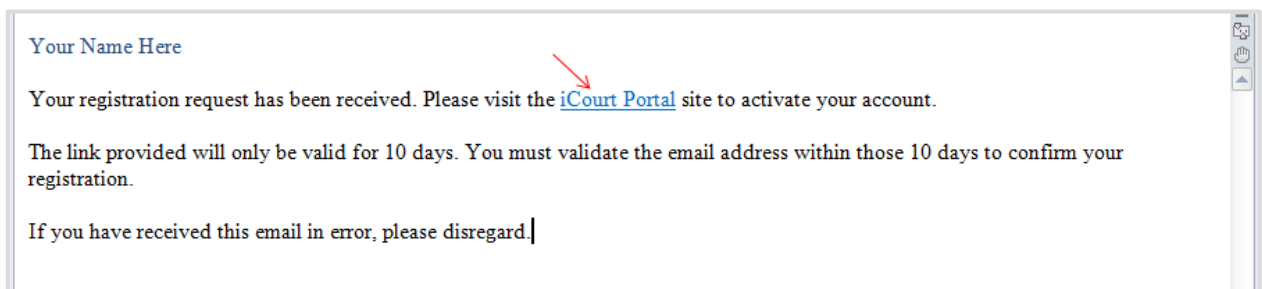 Your Name Here
Your registration request has been received. Please visit the iCourt Portal site to activate your account.
The link provided will only be valid for 10 days. You must validate the email address within those 10 days to confirm your
registration.
If you have received this email in error, please disregard.